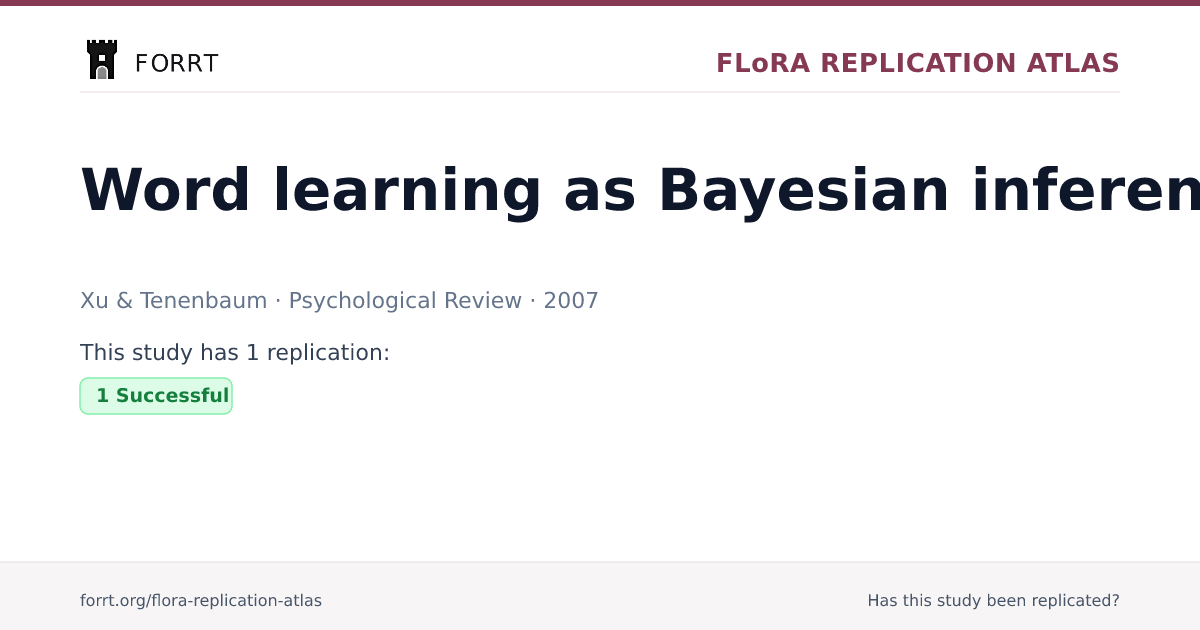 FORRT
FLoRA REPLICATION ATLAS
Word learning as Bayesian inferen
Xu & Tenenbaum · Psychological Review · 2007
This study has 1 replication:
1 Successful
forrt.org/flora-replication-atlas
Has this study been replicated?